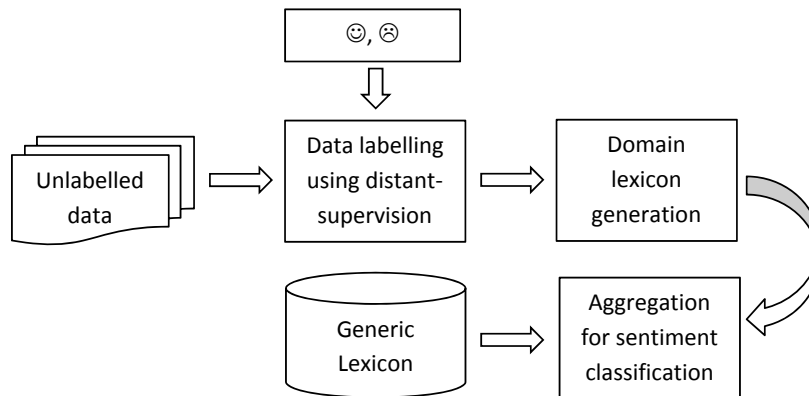 ☺, ☹
Unlabelled
data
Data labelling
using distant-
supervision
Domain
lexicon
generation
Generic
Lexicon
Aggregation
for sentiment
classification